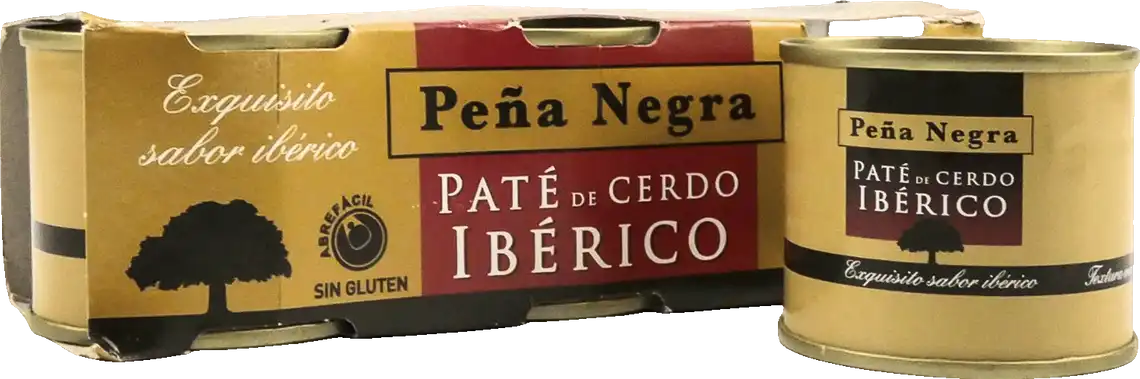 Exquisito
sabor ibérico
ABREFÁCIL
SIN GLUTEN
Peña Negra
PATÉ DE CERDO
IBÉRICO
Peña Negra
PATÉ DE CERDO
IBÉRICO
Exquisito sabor ibérico